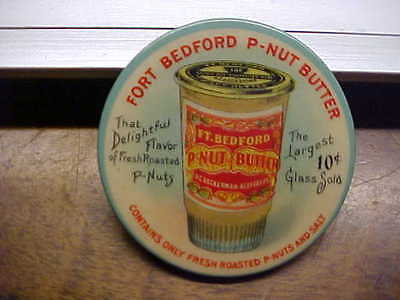 FORT BEDFORD P-NUT BUTTER
That
Delightful
Flavor
of Fresh Roasted
P-Nuts
FT. BEDFORD
P-NUT BUTTER
The
Largest
10¢
Glass Sold
CONTAINS ONLY FRESH ROASTED P-NUTS AND SALT